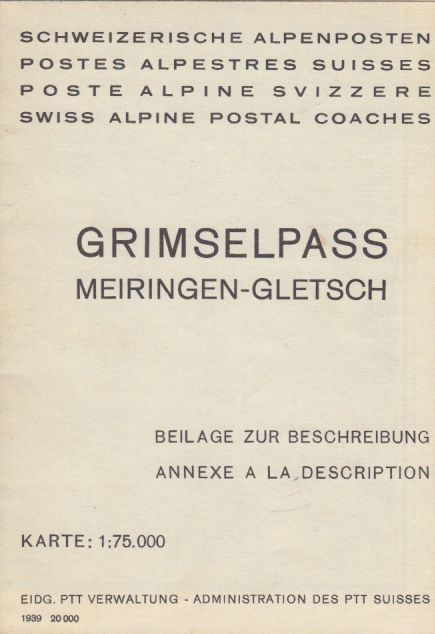 SCHWEIZERISCHE ALPENPOSTEN
POSTES ALPESTRES SUISSES
POSTE ALPINE SVIZZERE
SWISS ALPINE POSTAL COACHES
GRIMSELPASS
MEIRINGEN-GLETSCH
BEILAGE ZUR BESCHREIBUNG
ANNEXE A LA DESCRIPTION
KARTE: 1:75.000
EIDG. PTT VERWALTUNG - ADMINISTRATION DES PTT SUISSES
1939 20 000